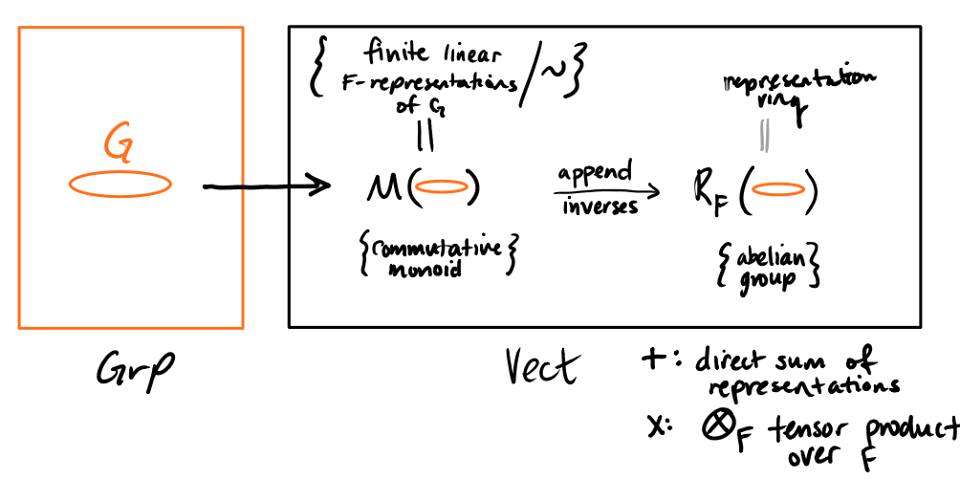 G
Grp
{ finite linear
F-representations
of G / ~ }
||
M( )
{commutative
monoid}
append
inverses
representation
ring
||
R_F ( )
{abelian
group}
Vect
+: direct sum of
representations
x: ⊗_F tensor product
over F